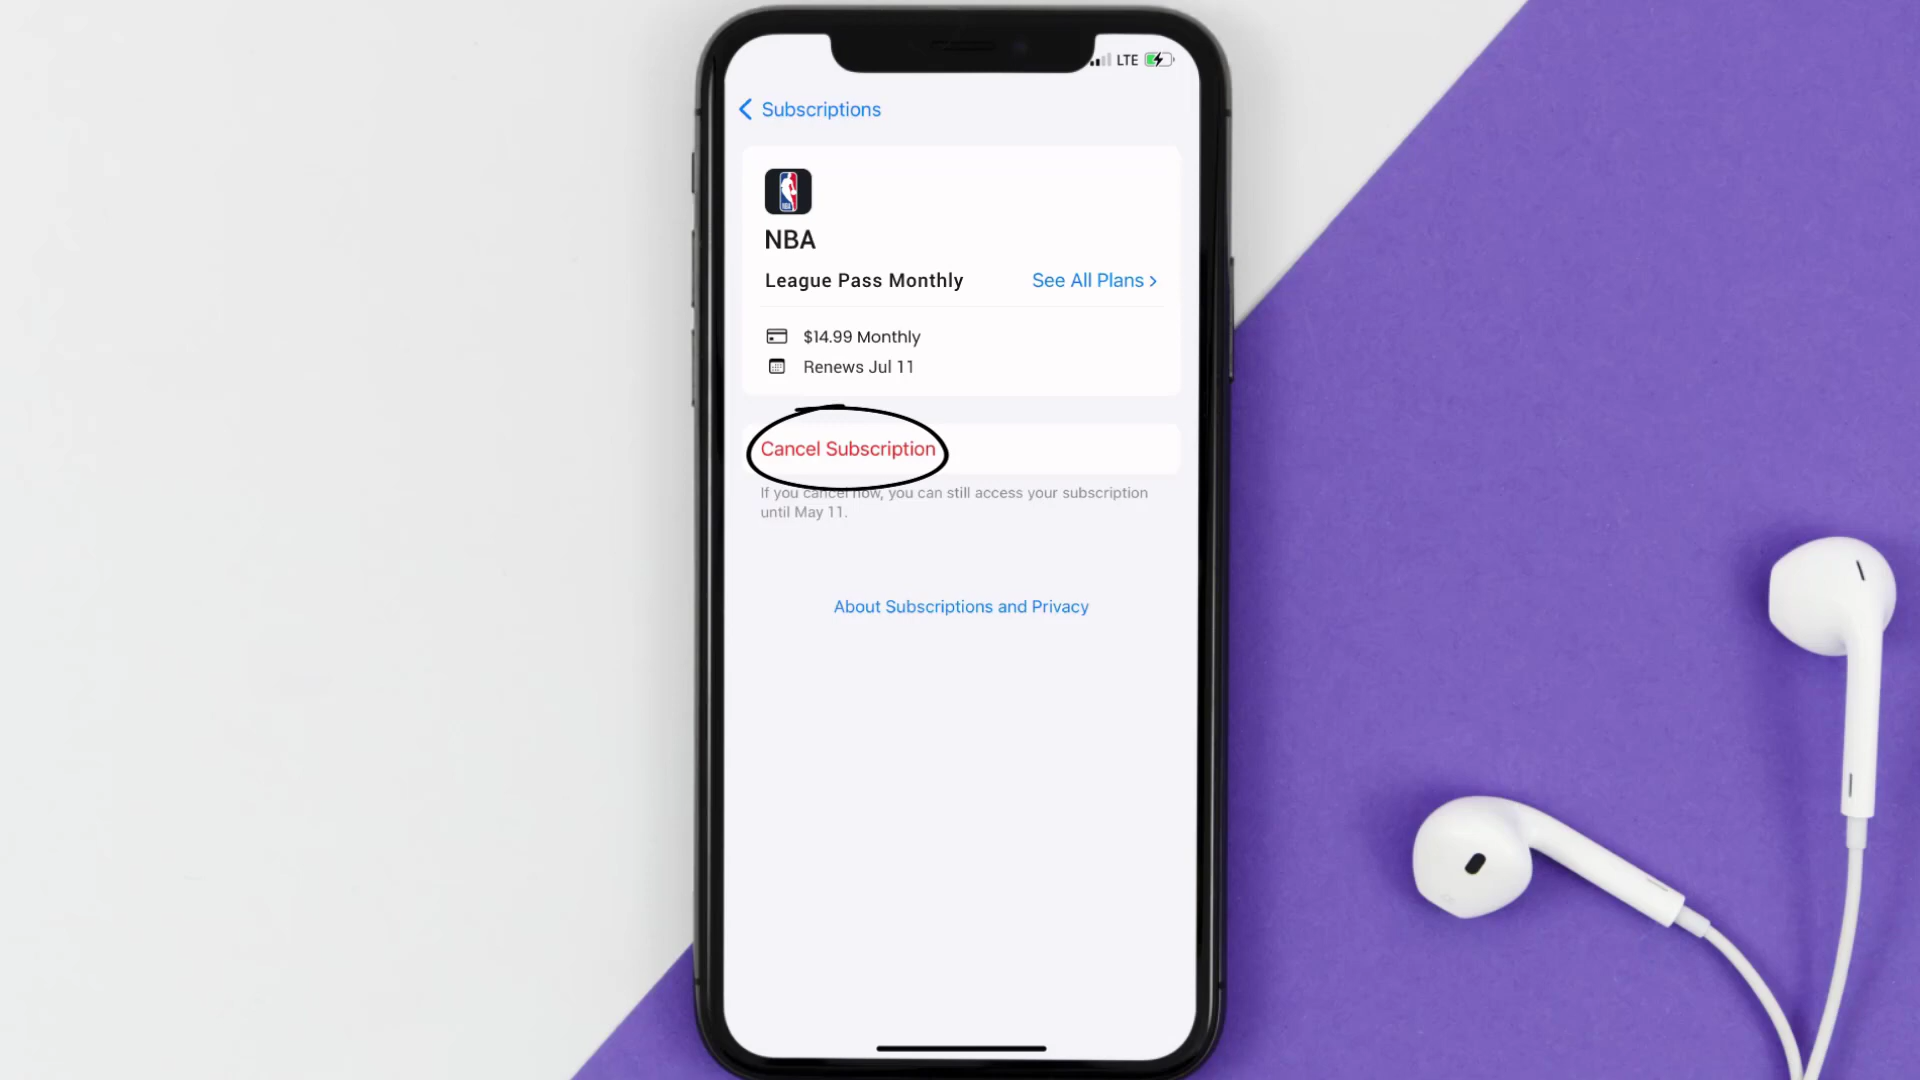 LTE
Subscriptions
NBA
League Pass Monthly
See All Plans
$14.99 Monthly
Renews Jul 11
Cancel Subscription
If you cancel now, you can still access your subscription
until May 11.
About Subscriptions and Privacy